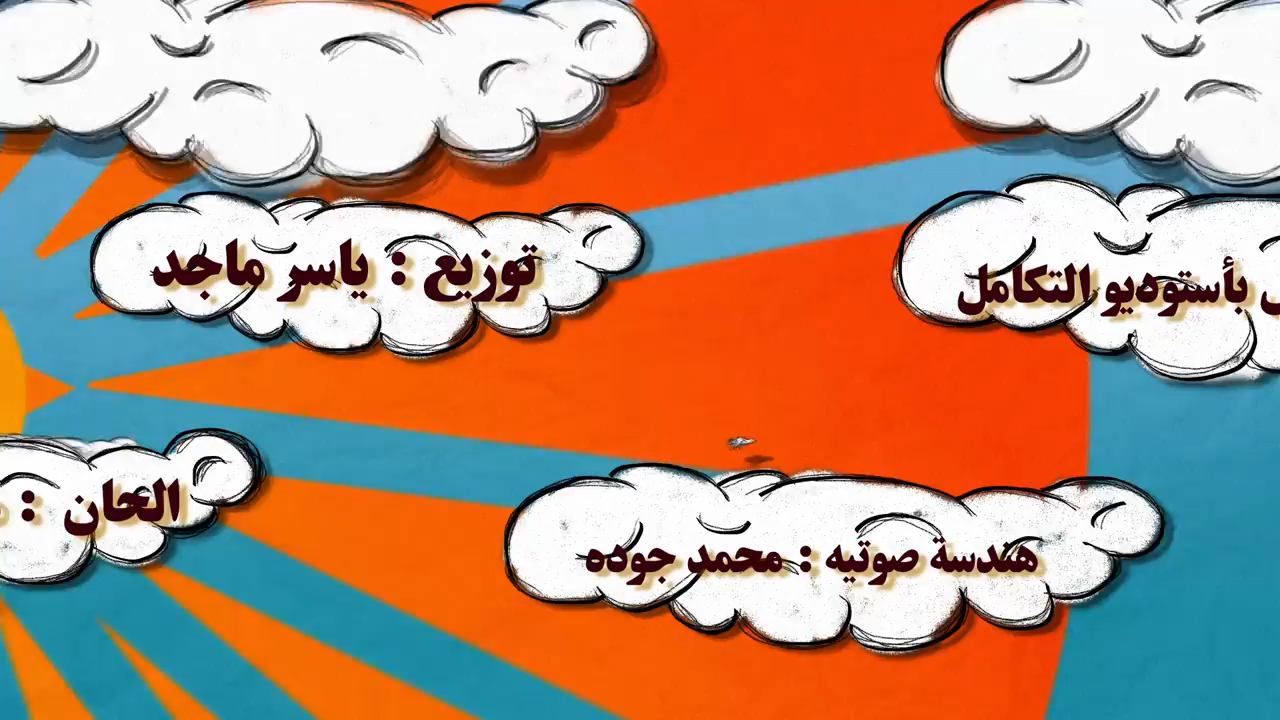 توزيع : ياسر ماجد
بأستوديو التكامل
الحان :
هندسة صوتيه : محمد جوده